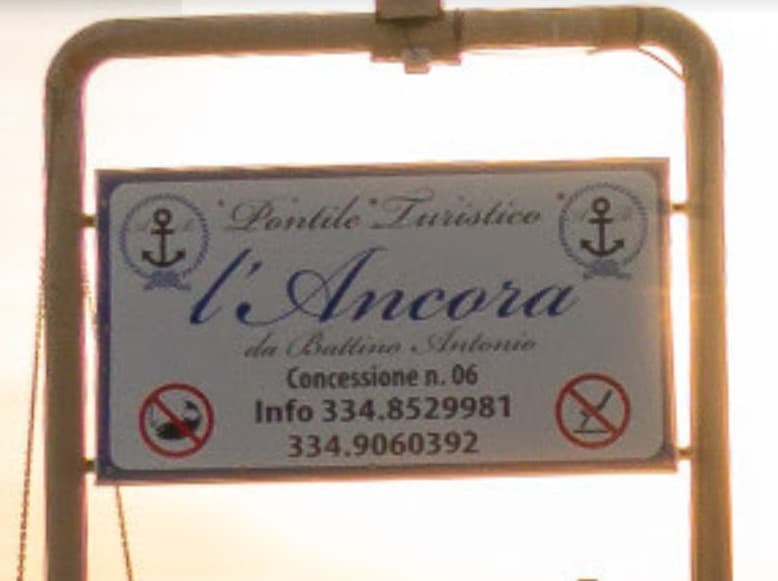 "Pontile" Turistico"
l'Ancora
da Battino Antonio
Concessione n. 06
Info 334.8529981
334.9060392